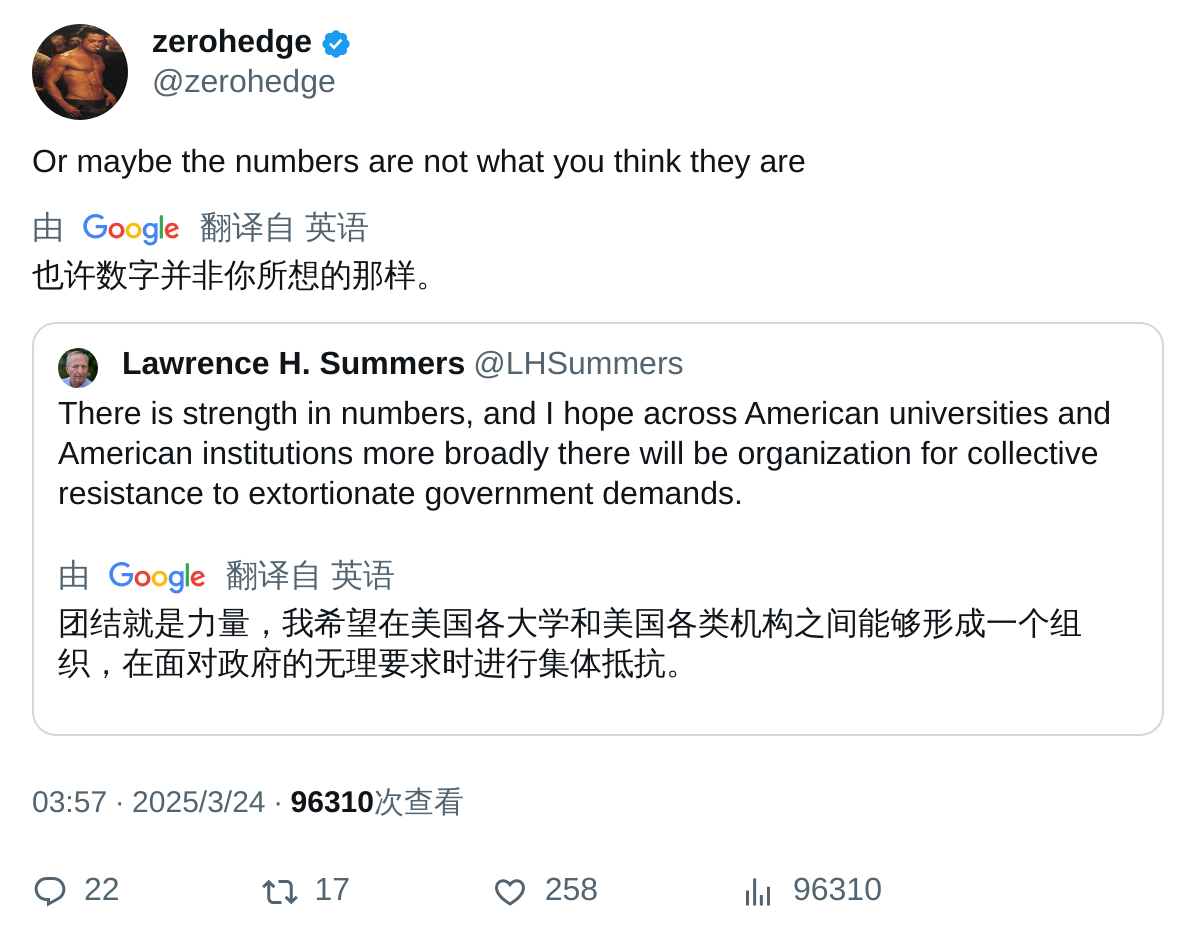 zerohedge
@zerohedge
Or maybe the numbers are not what you think they are
由 Google 翻译自 英语
也许数字并非你所想的那样。
Lawrence H. Summers @LHSummers
There is strength in numbers, and I hope across American universities and
American institutions more broadly there will be organization for collective
resistance to extortionate government demands.
由 Google 翻译自 英语
团结就是力量，我希望在美国各大学和美国各类机构之间能够形成一个组
织，在面对政府的无理要求时进行集体抵抗。
03:57 · 2025/3/24 · 96310次查看
22 17 258 96310